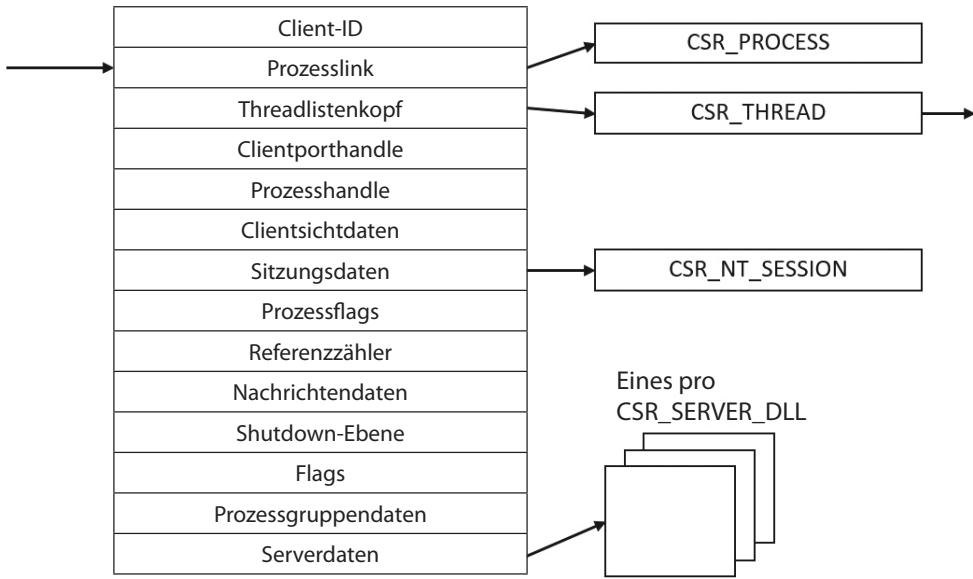 Client-ID
Prozesslink
Threadlistenkopf
Clientporthandle
Prozesshandle
Clientsichtdaten
Sitzungsdaten
Prozessflags
Referenzzähler
Nachrichtendaten
Shutdown-Ebene
Flags
Prozessgruppendaten
Serverdaten
CSR_PROCESS
CSR_THREAD
CSR_NT_SESSION
Eines pro
CSR_SERVER_DLL